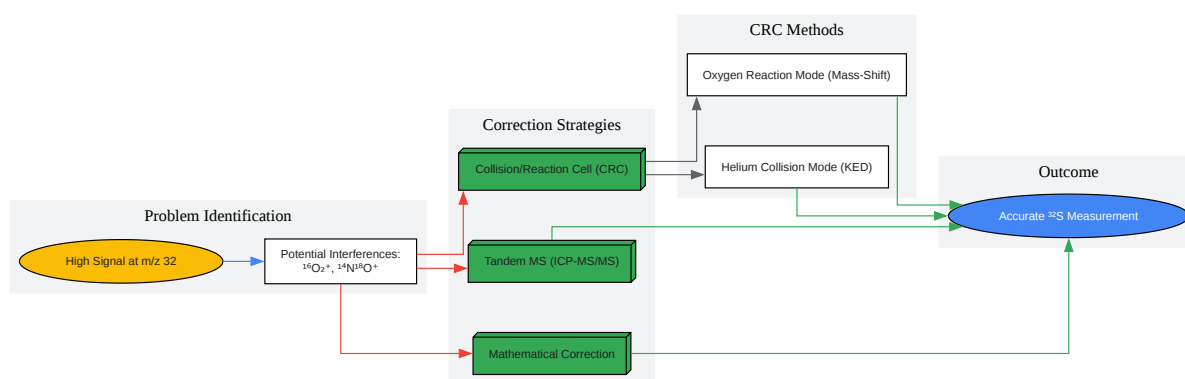 CRC Methods
Oxygen Reaction Mode (Mass-Shift)
Helium Collision Mode (KED)
Correction Strategies
Collision/Reaction Cell (CRC)
Tandem MS (ICP-MS/MS)
Mathematical Correction
Outcome
Accurate ³²S Measurement
Problem Identification
High Signal at m/z 32
Potential Interferences:
¹⁶O₂⁺, ¹⁴N¹⁸O⁺